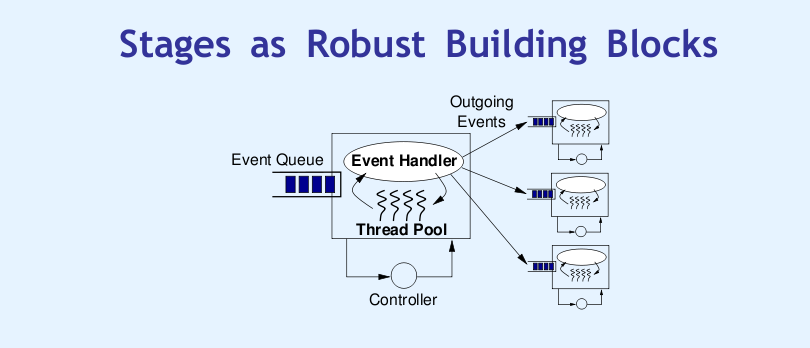 Stages as Robust Building Blocks
Outgoing
Events
Event Queue
Event Handler
Thread Pool
Controller